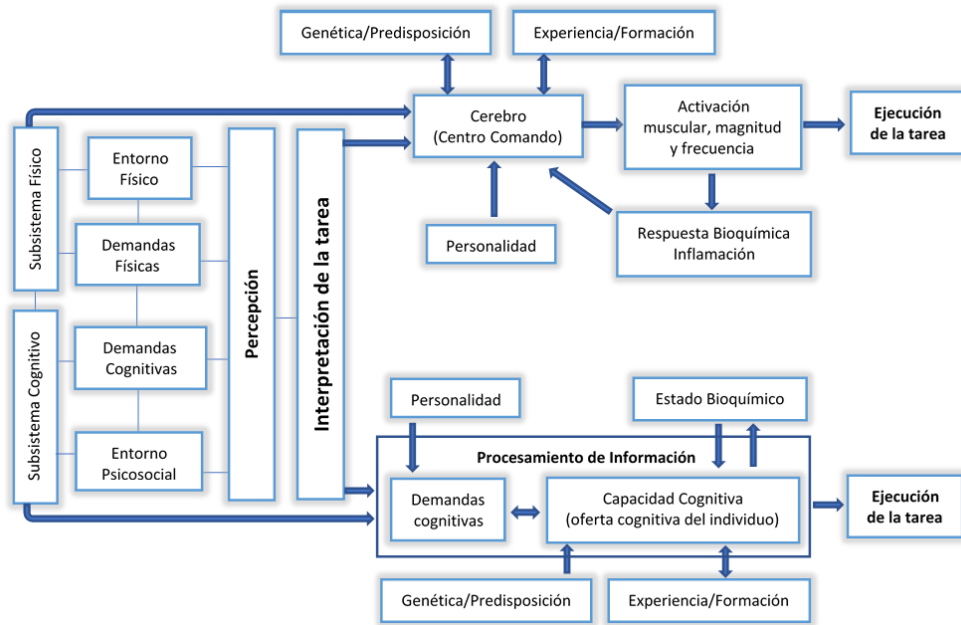 Genética/Predisposición
Experiencia/Formación
Cerebro
(Centro Comando)
Activación
muscular, magnitud
y frecuencia
Ejecución
de la tarea
Subsistema Físico
Entorno
Físico
Demandas
Físicas
Personalidad
Respuesta Bioquímica
Inflamación
Percepción
Interpretación de la tarea
Subsistema Cognitivo
Demandas
Cognitivas
Entorno
Psicosocial
Personalidad
Estado Bioquímico
Procesamiento de Información
Demandas
cognitivas
Capacidad Cognitiva
(oferta cognitiva del individuo)
Ejecución
de la tarea
Genética/Predisposición
Experiencia/Formación